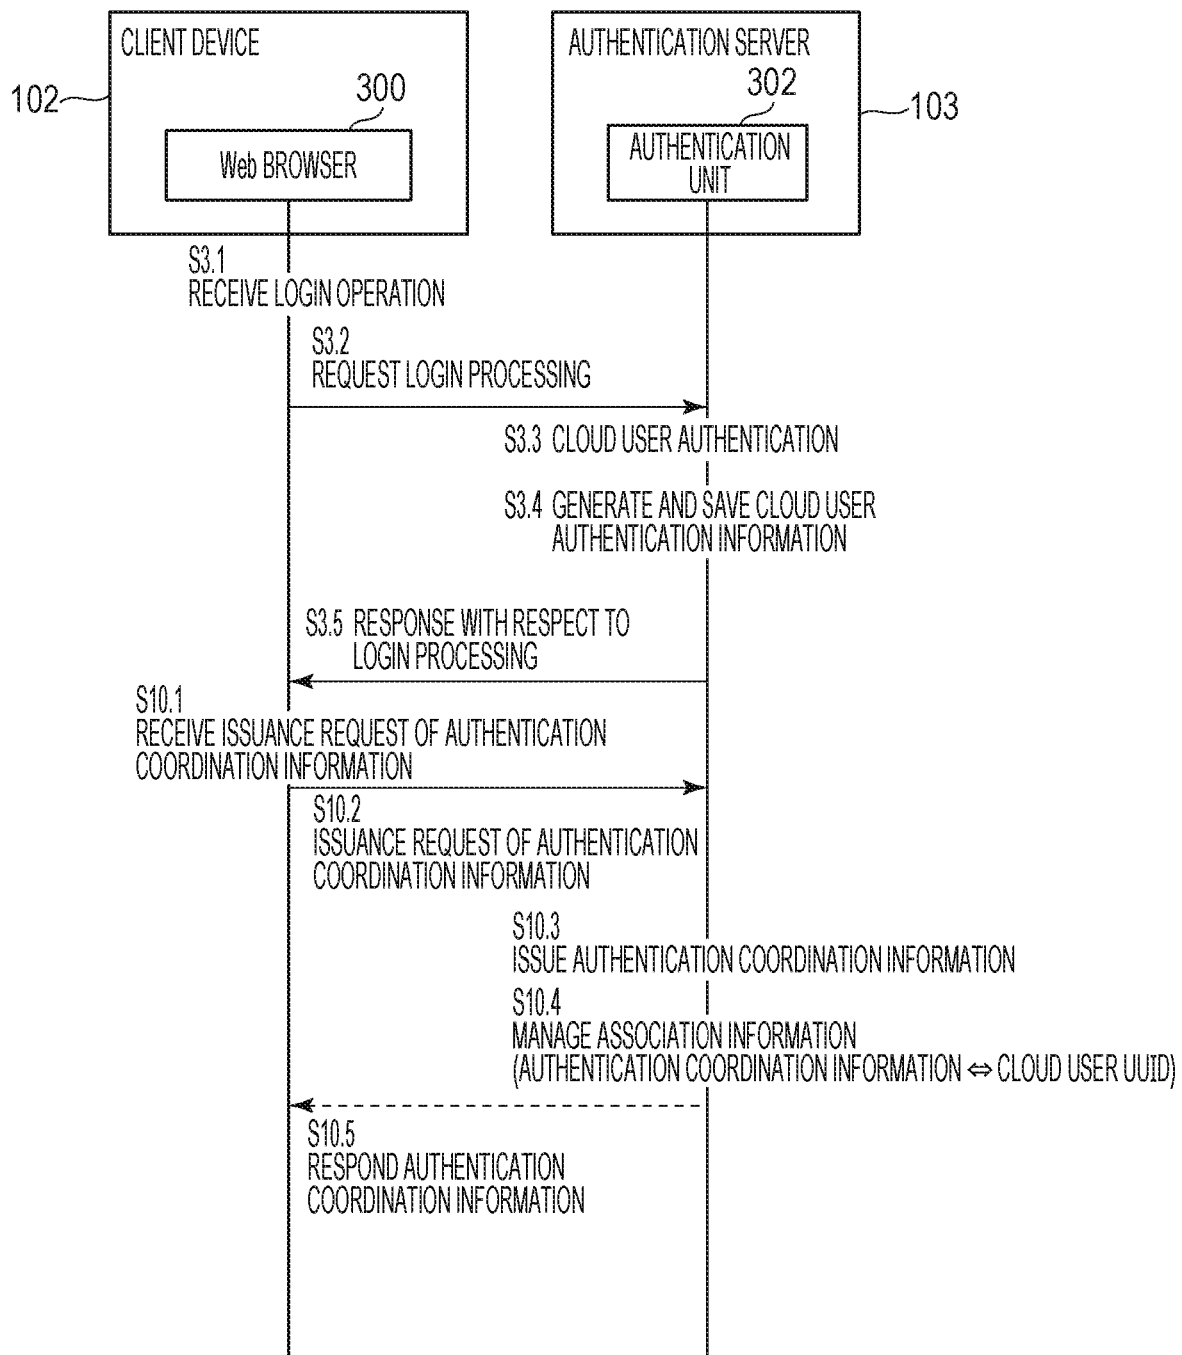 CLIENT DEVICE
AUTHENTICATION SERVER
102
300
302
103
Web BROWSER
AUTHENTICATION
UNIT
S3.1
RECEIVE LOGIN OPERATION
S3.2
REQUEST LOGIN PROCESSING
S3.3 CLOUD USER AUTHENTICATION
S3.4 GENERATE AND SAVE CLOUD USER
AUTHENTICATION INFORMATION
S3.5 RESPONSE WITH RESPECT TO
LOGIN PROCESSING
S10.1
RECEIVE ISSUANCE REQUEST OF AUTHENTICATION
COORDINATION INFORMATION
S10.2
ISSUANCE REQUEST OF AUTHENTICATION
COORDINATION INFORMATION
S10.3
ISSUE AUTHENTICATION COORDINATION INFORMATION
S10.4
MANAGE ASSOCIATION INFORMATION
(AUTHENTICATION COORDINATION INFORMATION ⇔ CLOUD USER UUID)
S10.5
RESPOND AUTHENTICATION
COORDINATION INFORMATION